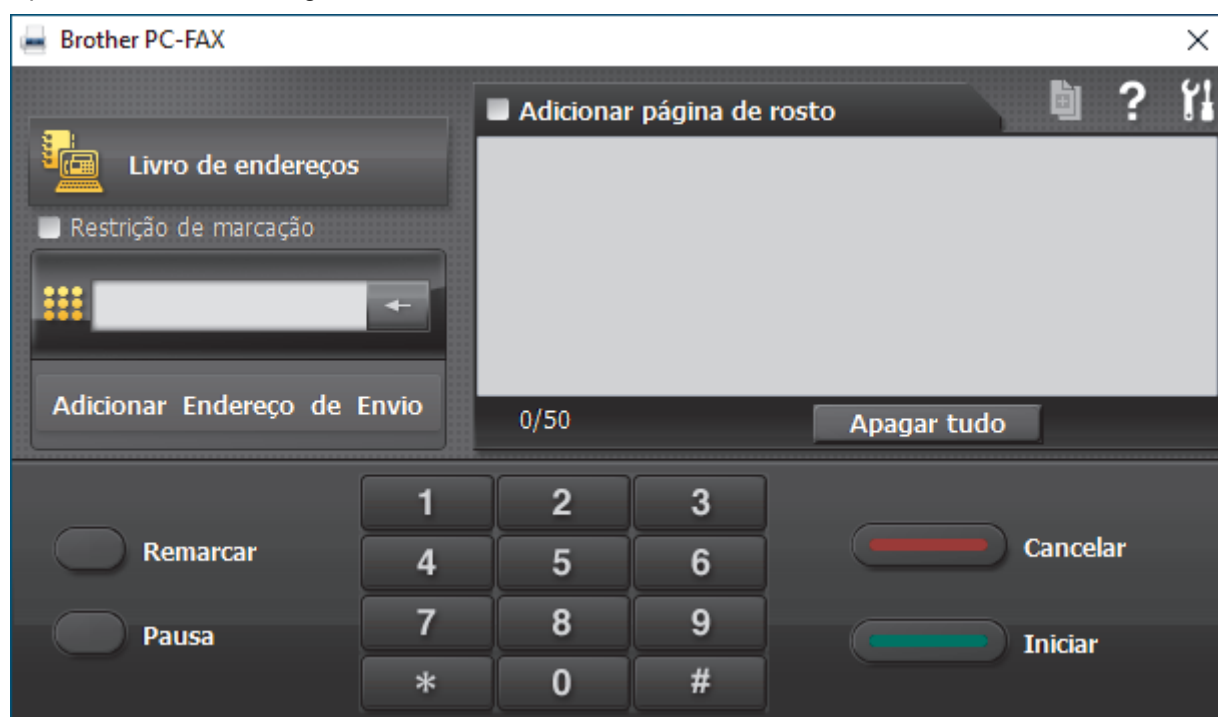 Brother PC-FAX
Livro de endereços
Restrição de marcação
Adicionar Endereço de Envio
Adicionar página de rosto
?
0/50
Apagar tudo
Remarcar
Pausa
1 2 3
4 5 6
7 8 9
* 0 #
Cancelar
Iniciar